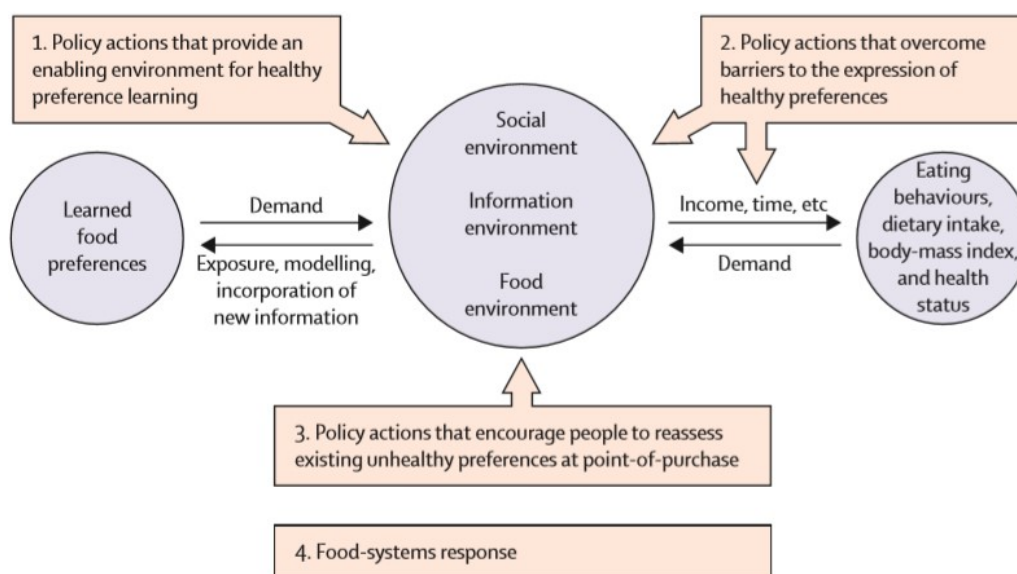 1. Policy actions that provide an
enabling environment for healthy
preference learning
2. Policy actions that overcome
barriers to the expression of
healthy preferences
Learned
food
preferences
Demand
Exposure, modelling,
incorporation of
new information
Social
environment
Information
environment
Food
environment
Income, time, etc
Demand
Eating
behaviours,
dietary intake,
body-mass index,
and health
status
3. Policy actions that encourage people to reassess
existing unhealthy preferences at point-of-purchase
4. Food-systems response